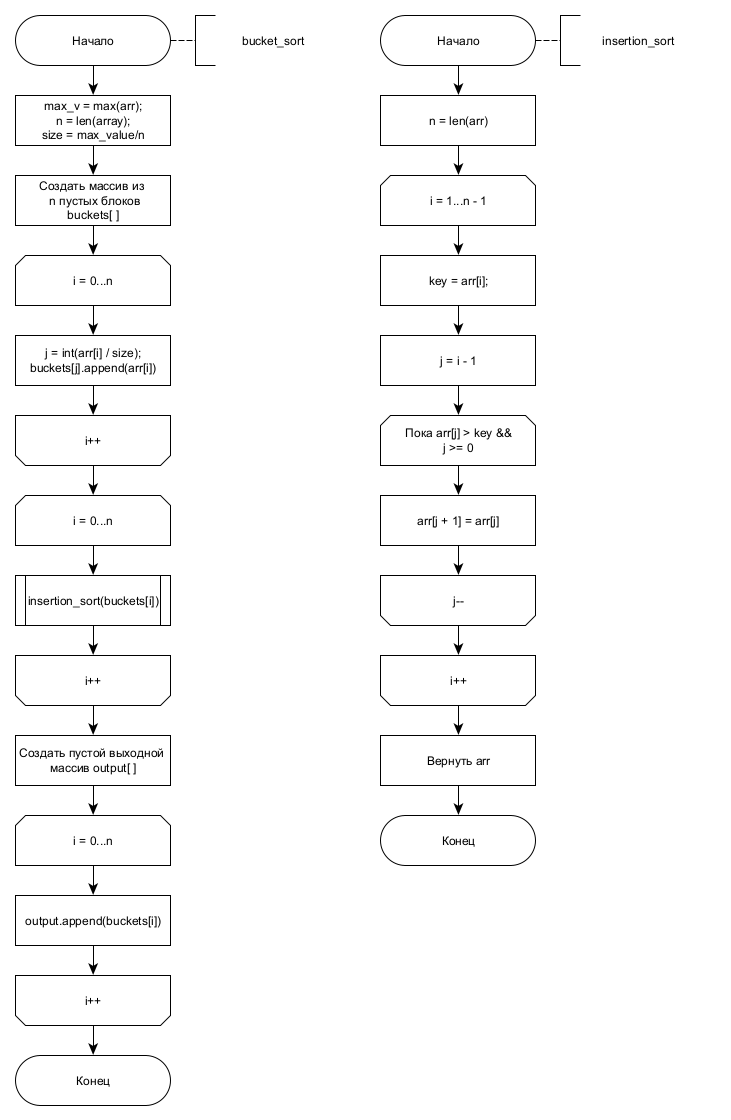 Начало
bucket_sort
max_v = max(arr);
n = len(array);
size = max_value/n
Создать массив из
n пустых блоков
buckets[ ]
i = 0...n
j = int(arr[i] / size);
buckets[j].append(arr[i])
i++
i = 0...n
insertion_sort(buckets[i])
i++
Создать пустой выходной
массив output[ ]
i = 0...n
output.append(buckets[i])
i++
Конец
Начало
insertion_sort
n = len(arr)
i = 1...n - 1
key = arr[i];
j = i - 1
Пока arr[j] > key &&
j >= 0
arr[j + 1] = arr[j]
j--
i++
Вернуть arr
Конец